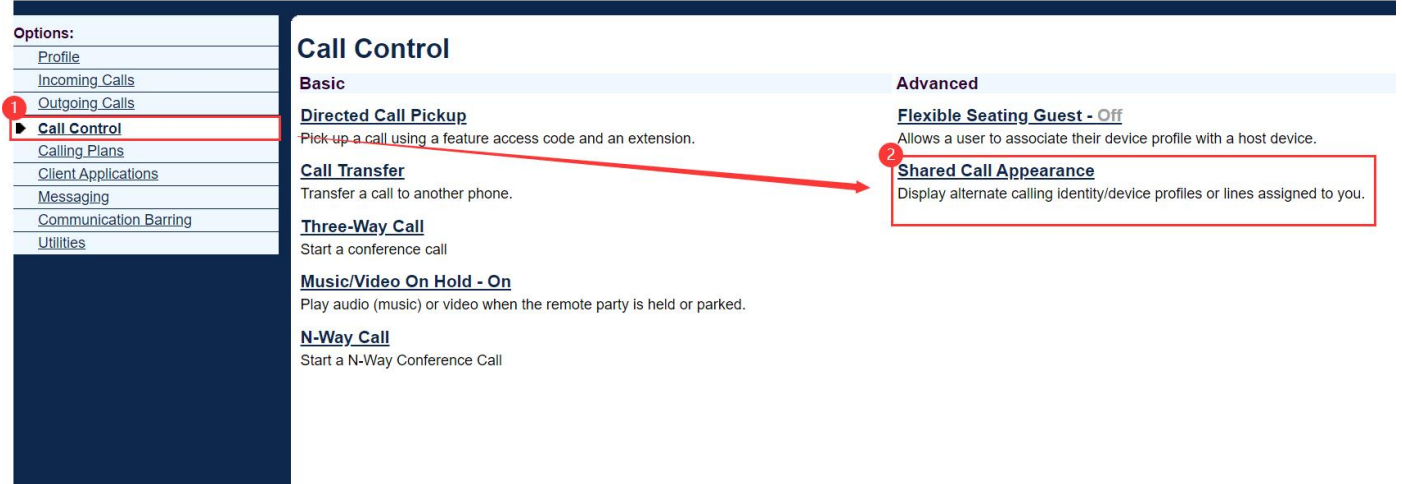 Options:
Profile
Incoming Calls
Outgoing Calls
1
Call Control
Calling Plans
Client Applications
Messaging
Communication Barring
Utilities
Call Control
Basic
Directed Call Pickup
Pick up a call using a feature access code and an extension.
Call Transfer
Transfer a call to another phone.
Three-Way Call
Start a conference call
Music/Video On Hold - On
Play audio (music) or video when the remote party is held or parked.
N-Way Call
Start a N-Way Conference Call
Advanced
Flexible Seating Guest - Off
Allows a user to associate their device profile with a host device.
2
Shared Call Appearance
Display alternate calling identity/device profiles or lines assigned to you.